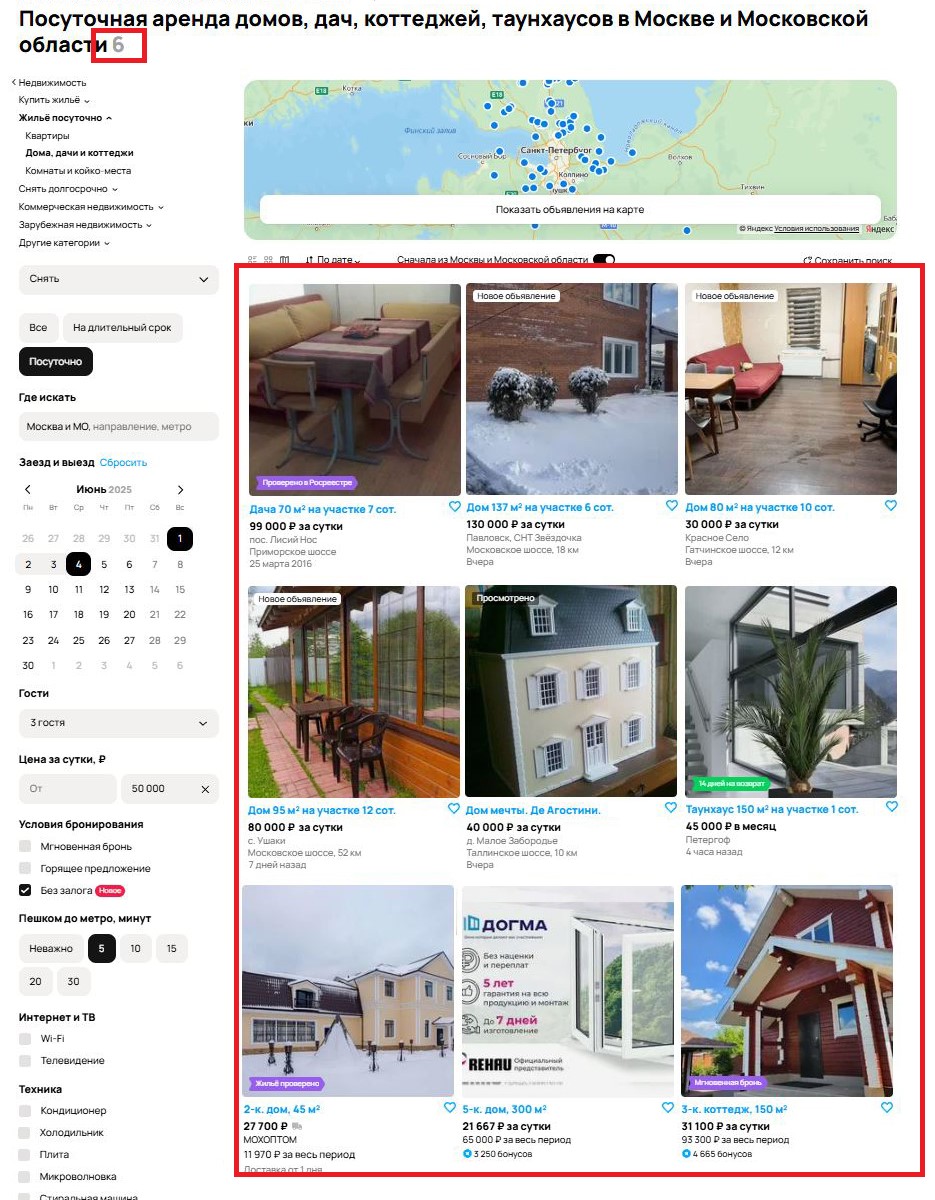 Посуточная аренда домов, дач, коттеджей, таунхаусов в Москве и Московской
области 6
Недвижимость
Купить жильё
Жильё посуточно
Квартиры
Дома, дачи и коттеджи
Комнаты и койко-места
Снять долгосрочно
Коммерческая недвижимость
Зарубежная недвижимость
Другие категории
Снять
Все
На длительный срок
Посуточно
Где искать
Москва и МО, направление, метро
Заезд и выезд Сбросить
Июнь 2025
Пн Вт Ср Чт Пт Сб Вс
26 27 28 29 30 31 1
2 3 4 5 6 7 8
9 10 11 12 13 14 15
16 17 18 19 20 21 22
23 24 25 26 27 28 29
30 1 2 3 4 5 6
Гости
3 гостя
Цена за сутки, ₽
От
50 000
Условия бронирования
Мгновенная бронь
Горящее предложение
Без залога Новое
Пешком до метро, минут
Неважно 5 10 15
20 30
Интернет и ТВ
Wi-Fi
Телевидение
Техника
Кондиционер
Холодильник
Плита
Микроволновка
Стиральная машина
Котка
E18
E18
Финский залив
Сосновый Бор
Санкт-Петербург
Колпино
Волхов
Тихвин
Показать объявления на карте
© Яндекс Условия использования Яндекс
По дате
Сначала из Москвы и Московской области
Сохранить поиск
Проверено в Росреестре
Дача 70 м² на участке 7 сот.
99 000 ₽ за сутки
пос. Лисий Нос
Приморское шоссе
25 марта 2016
Новое объявление
Дом 137 м² на участке 6 сот.
130 000 ₽ за сутки
Павловск, СНТ Звёздочка
Московское шоссе, 18 км
Вчера
Новое объявление
Дом 80 м² на участке 10 сот.
30 000 ₽ за сутки
Красное Село
Гатчинское шоссе, 12 км
Вчера
Новое объявление
Дом 95 м² на участке 12 сот.
80 000 ₽ за сутки
с. Ушаки
Московское шоссе, 52 км
7 дней назад
Просмотрено
Дом мечты. Де Агостини.
40 000 ₽ за сутки
д. Малое Забородье
Таллинское шоссе, 10 км
Вчера
14 дней на возврат
Таунхаус 150 м² на участке 1 сот.
45 000 ₽ в месяц
Петергоф
4 часа назад
Жильё проверено
2-к. дом, 45 м²
27 700 ₽
МОХОПТОМ
11 970 ₽ за весь период
Доставка от 1 дня
ДОГМА
Без наценки
и переплат
5 лет
гарантия на всю
продукцию и монтаж
До 7 дней
изготовление
REHAU Официальный
представитель
5-к. дом, 300 м²
21 667 ₽ за сутки
65 000 ₽ за весь период
3 250 бонусов
Мгновенная бронь
3-к. коттедж, 150 м²
31 100 ₽ за сутки
93 300 ₽ за весь период
4 665 бонусов